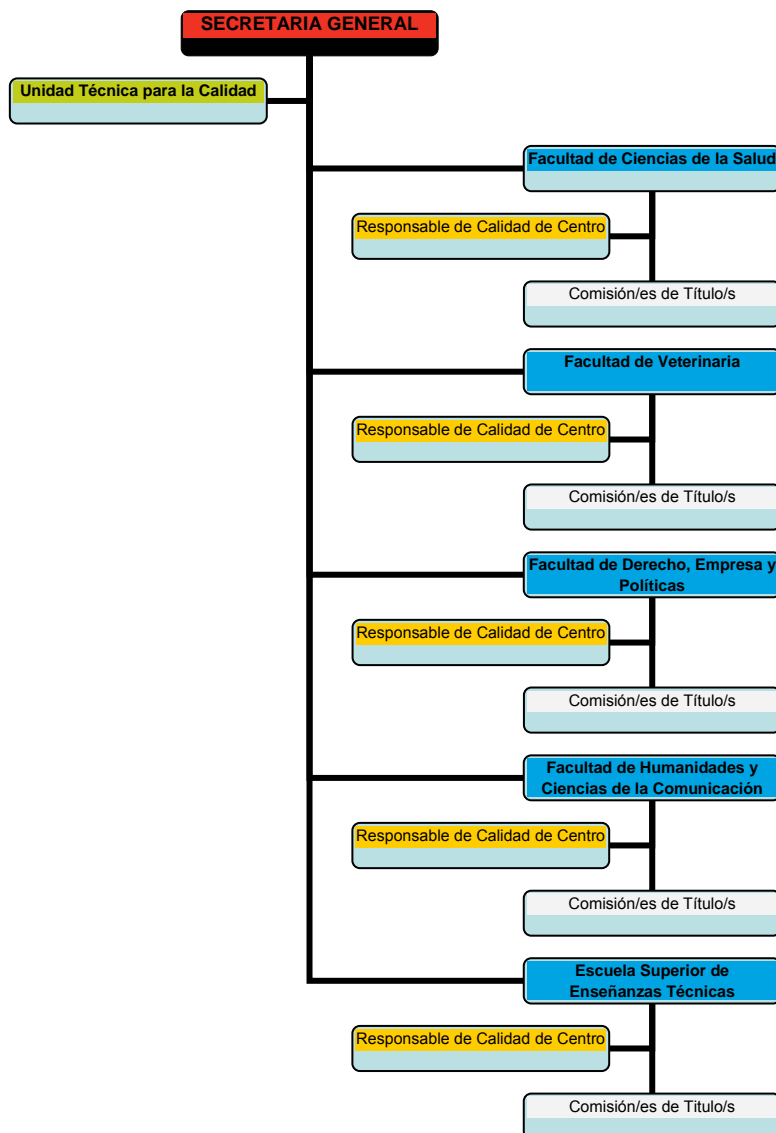 SECRETARIA GENERAL
Unidad Técnica para la Calidad
Facultad de Ciencias de la Salud
Responsable de Calidad de Centro
Comisión/es de Título/s
Facultad de Veterinaria
Responsable de Calidad de Centro
Comisión/es de Título/s
Facultad de Derecho, Empresa y
Políticas
Responsable de Calidad de Centro
Comisión/es de Título/s
Facultad de Humanidades y
Ciencias de la Comunicación
Responsable de Calidad de Centro
Comisión/es de Título/s
Escuela Superior de
Enseñanzas Técnicas
Responsable de Calidad de Centro
Comisión/es de Titulo/s